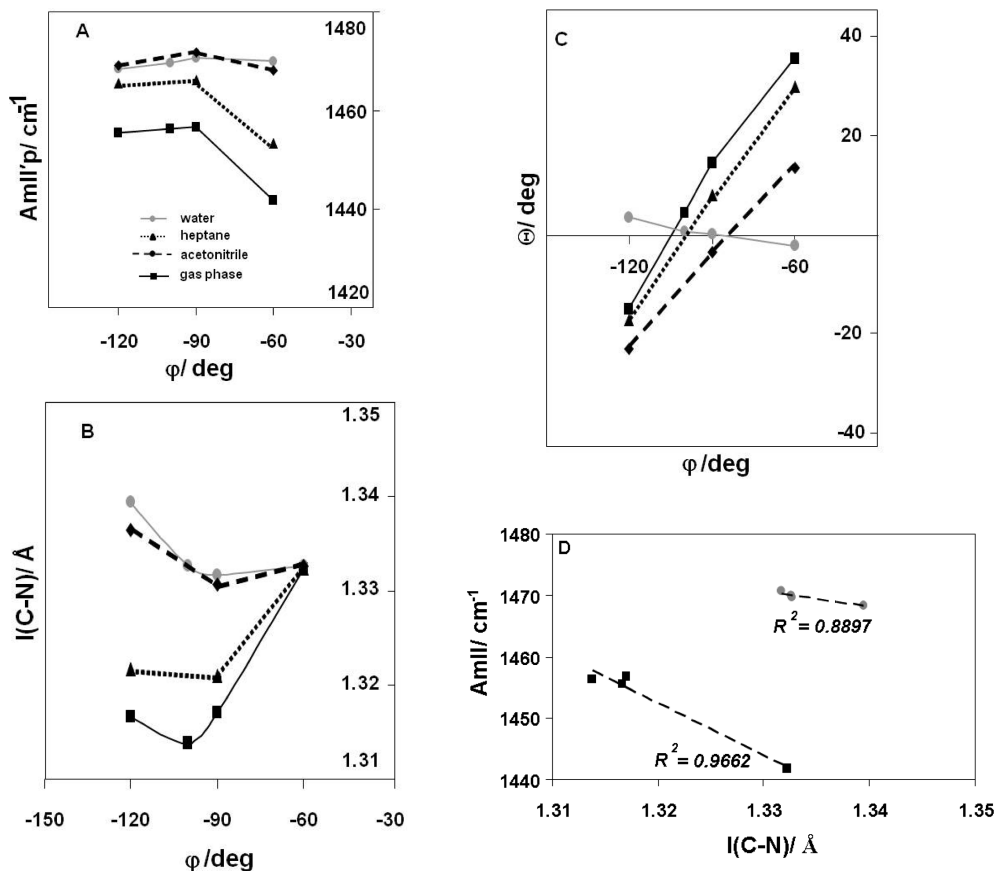 A
1480
1460
1440
1420
AmII'p/ cm⁻¹
water
heptane
acetonitrile
gas phase
-120 -90 -60 -30
φ/ deg
B
1.35
1.34
1.33
1.32
1.31
l(C-N)/ Å
-150 -120 -90 -60 -30
φ/deg
C
40
20
-20
-40
Θ/ deg
-120 -60
φ/deg
D
1480
1470
1460
1450
1440
AmII/ cm⁻¹
R² = 0.8897
R² = 0.9662
1.31 1.32 1.33 1.34 1.35
l(C-N)/ Å